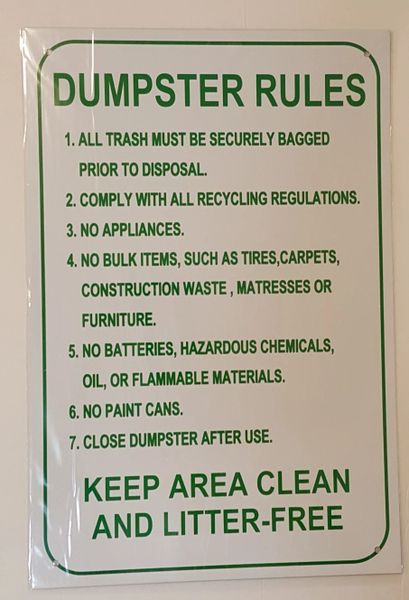 DUMPSTER RULES
1. ALL TRASH MUST BE SECURELY BAGGED
PRIOR TO DISPOSAL.
2. COMPLY WITH ALL RECYCLING REGULATIONS.
3. NO APPLIANCES.
4. NO BULK ITEMS, SUCH AS TIRES,CARPETS,
CONSTRUCTION WASTE , MATRESSES OR
FURNITURE.
5. NO BATTERIES, HAZARDOUS CHEMICALS,
OIL, OR FLAMMABLE MATERIALS.
6. NO PAINT CANS.
7. CLOSE DUMPSTER AFTER USE.
KEEP AREA CLEAN
AND LITTER-FREE